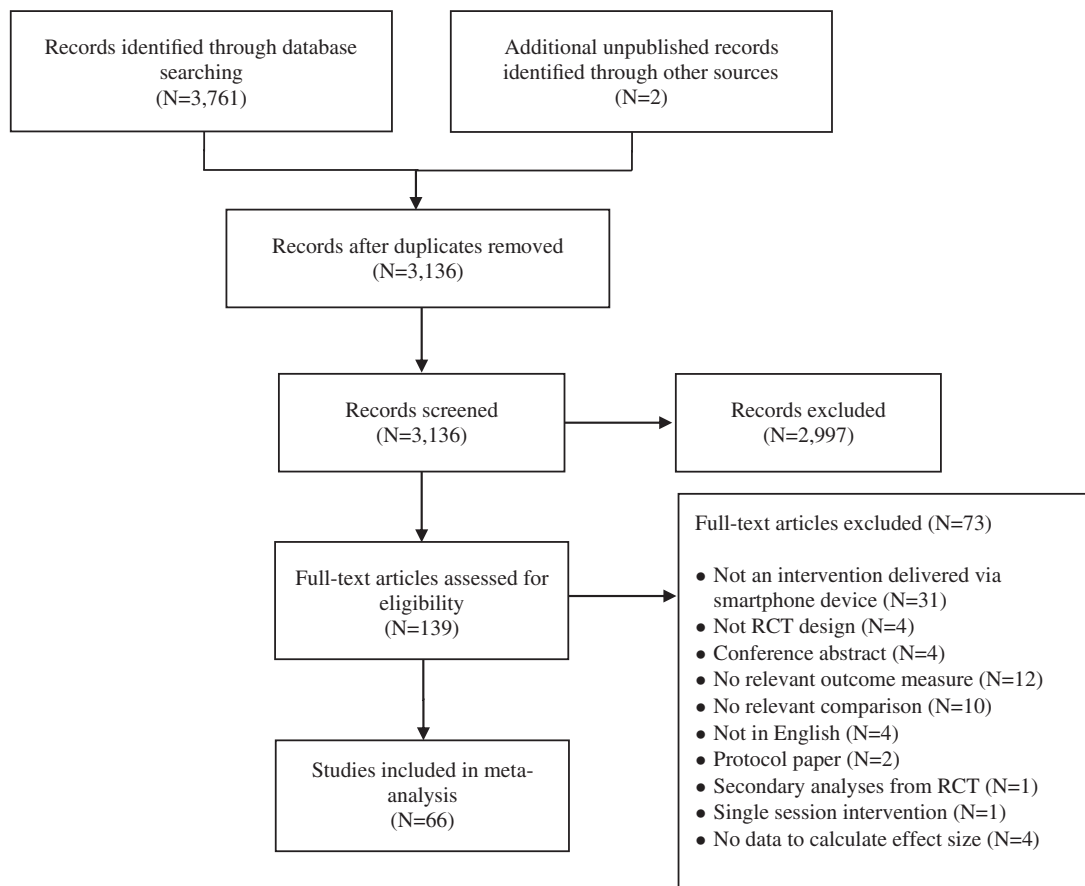 Records identified through database
searching
(N=3,761)
Additional unpublished records
identified through other sources
(N=2)
Records after duplicates removed
(N=3,136)
Records screened
(N=3,136)
Records excluded
(N=2,997)
Full-text articles assessed for
eligibility
(N=139)
Full-text articles excluded (N=73)
● Not an intervention delivered via
smartphone device (N=31)
● Not RCT design (N=4)
● Conference abstract (N=4)
● No relevant outcome measure (N=12)
● No relevant comparison (N=10)
● Not in English (N=4)
● Protocol paper (N=2)
● Secondary analyses from RCT (N=1)
● Single session intervention (N=1)
● No data to calculate effect size (N=4)
Studies included in meta-
analysis
(N=66)